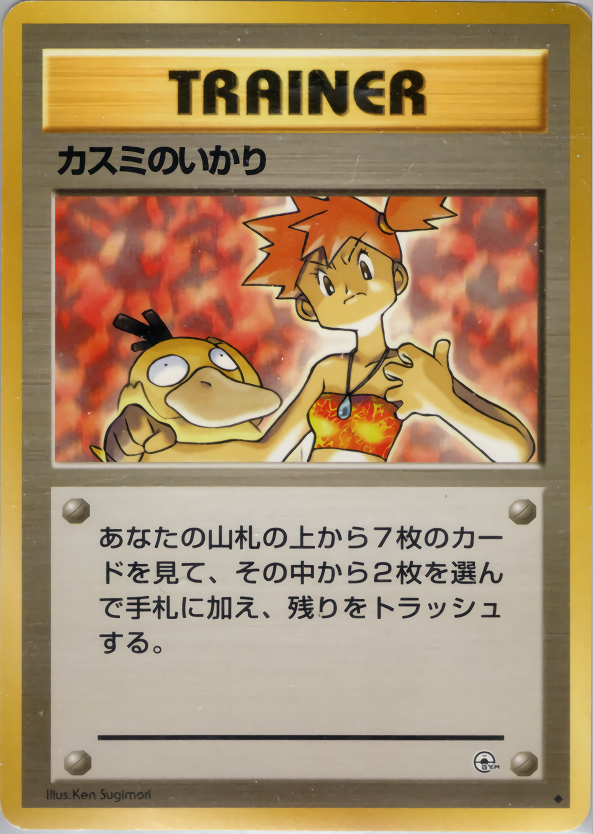 TRAINER
カスミのいかり
あなたの山札の上から7枚のカー
ドを見て、その中から2枚を選ん
で手札に加え、残りをトラッシュ
する。
GYM
Illus. Ken Sugimori